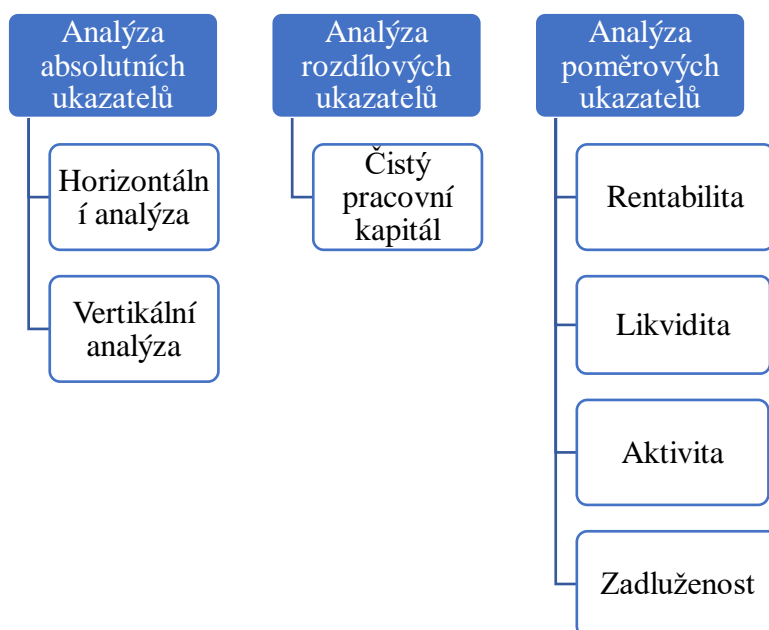 Analýza
absolutních
ukazatelů
Horizontáln
í analýza
Vertikální
analýza
Analýza
rozdílových
ukazatelů
Čistý
pracovní
kapitál
Analýza
poměrových
ukazatelů
Rentabilita
Likvidita
Aktivita
Zadluženost